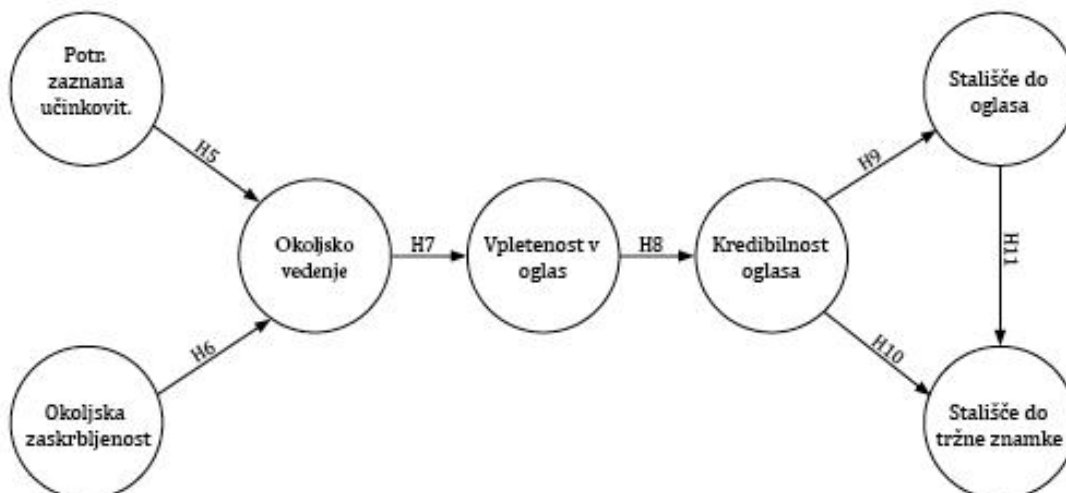 Potr.
zaznana
učinkovit.
H5
Okoljska
zaskrbljenost
H6
Okoljsko
vedenje
H7
Vpletenost v
oglas
H8
Kredibilnost
oglasa
H9
Stališče do
oglasa
H10
H11
Stališče do
tržne znamke